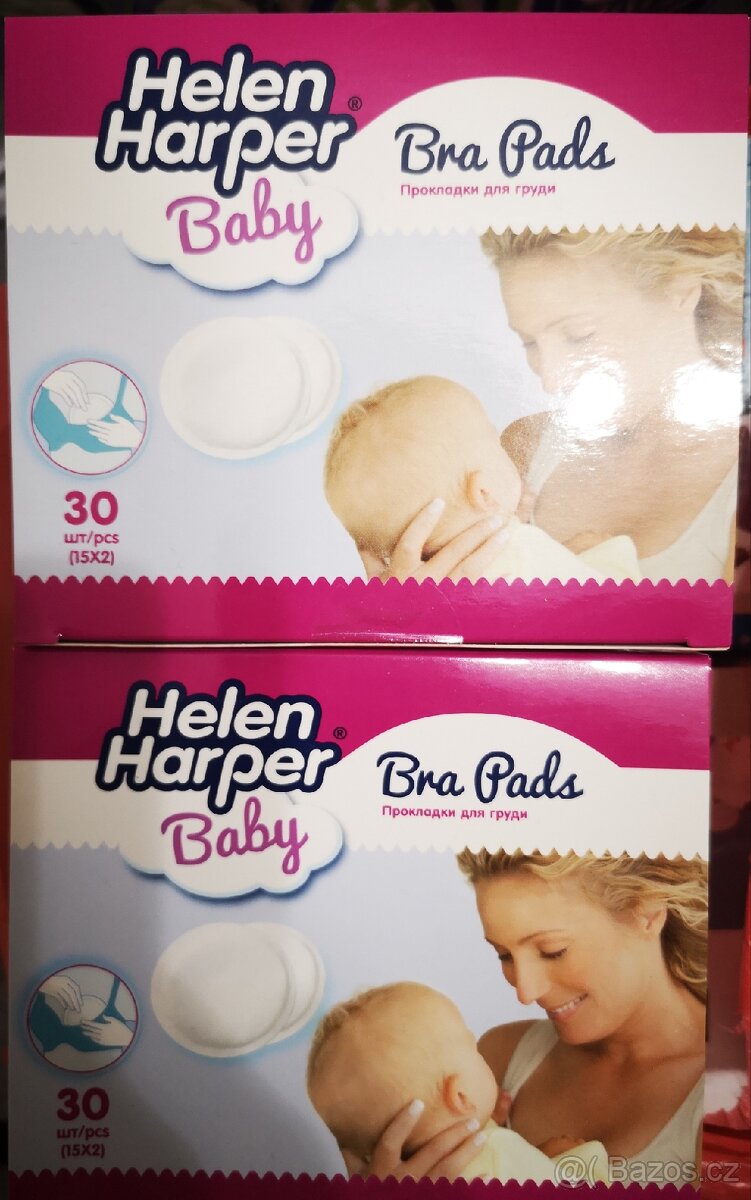 Helen
Harper®
Baby
Bra Pads
Прокладки для груди
30
шт/pcs
(15X2)
Helen
Harper®
Baby
Bra Pads
Прокладки для груди
30
шт/pcs
(15X2)
@( Bazos.cz